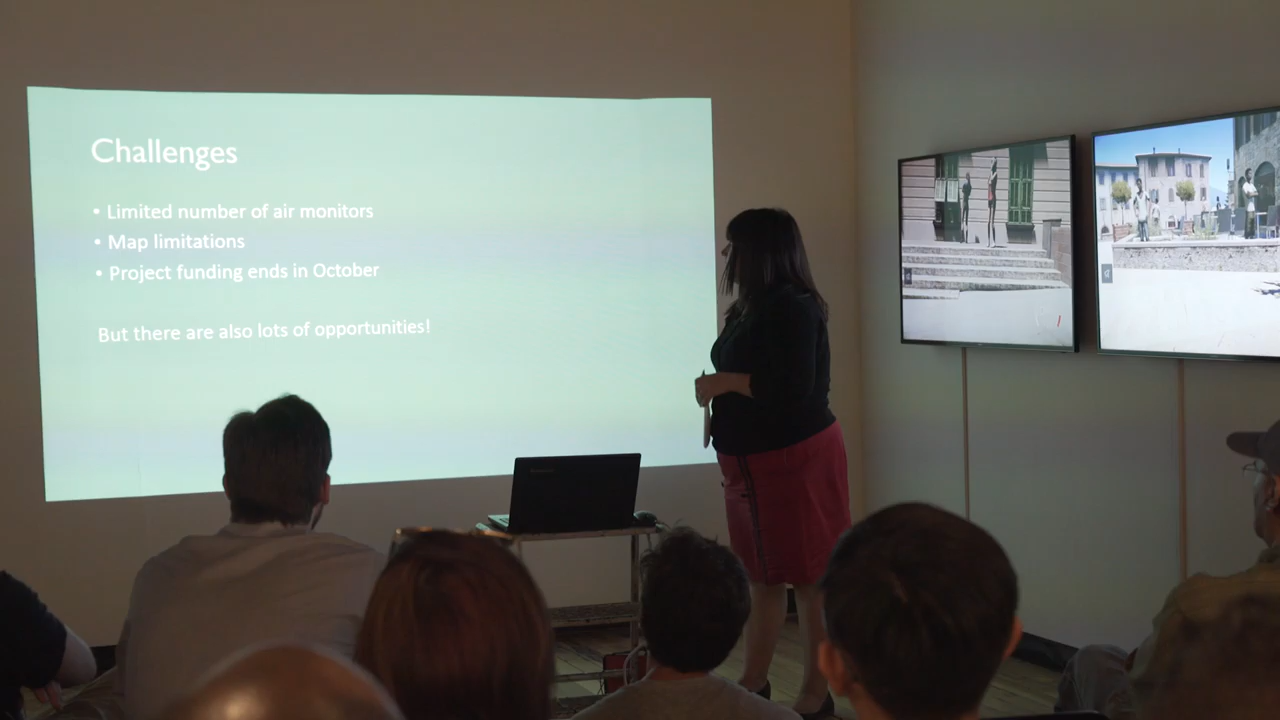 Challenges
• Limited number of air monitors
• Map limitations
• Project funding ends in October
But there are also lots of opportunities!